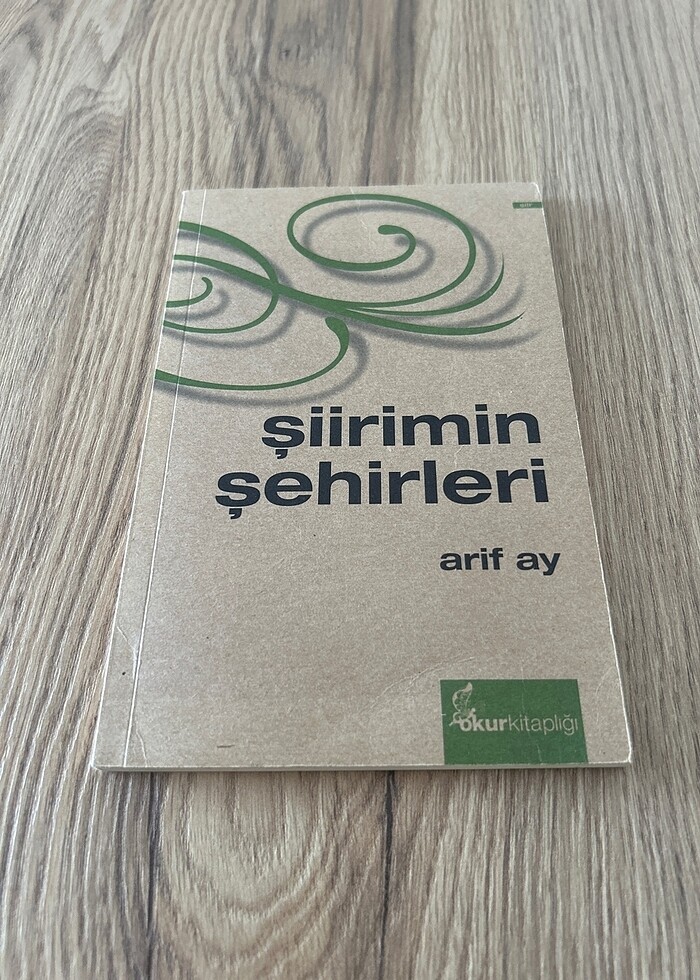 şiirimin
şehirleri
arif ay
okurkitaplığı